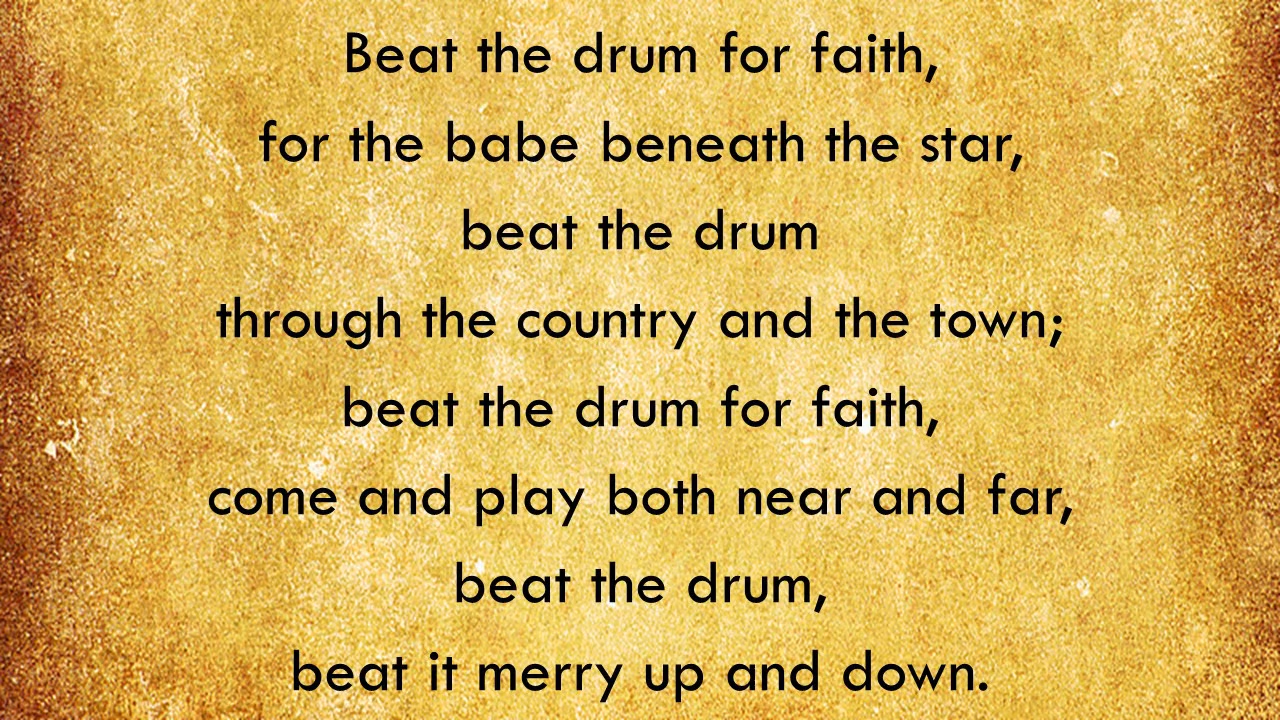 Beat the drum for faith,
for the babe beneath the star,
beat the drum
through the country and the town;
beat the drum for faith,
come and play both near and far,
beat the drum,
beat it merry up and down.